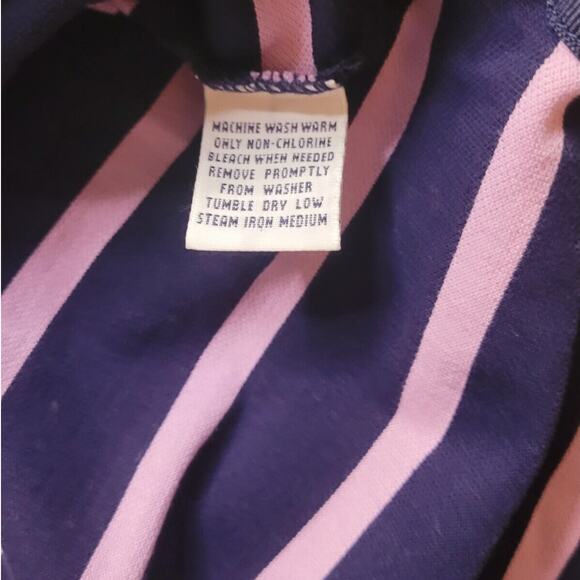 MACHINE WASH WARM
ONLY NON-CHLORINE
BLEACH WHEN NEEDED
REMOVE PROMPTLY
FROM WASHER
TUMBLE DRY LOW
STEAM IRON MEDIUM